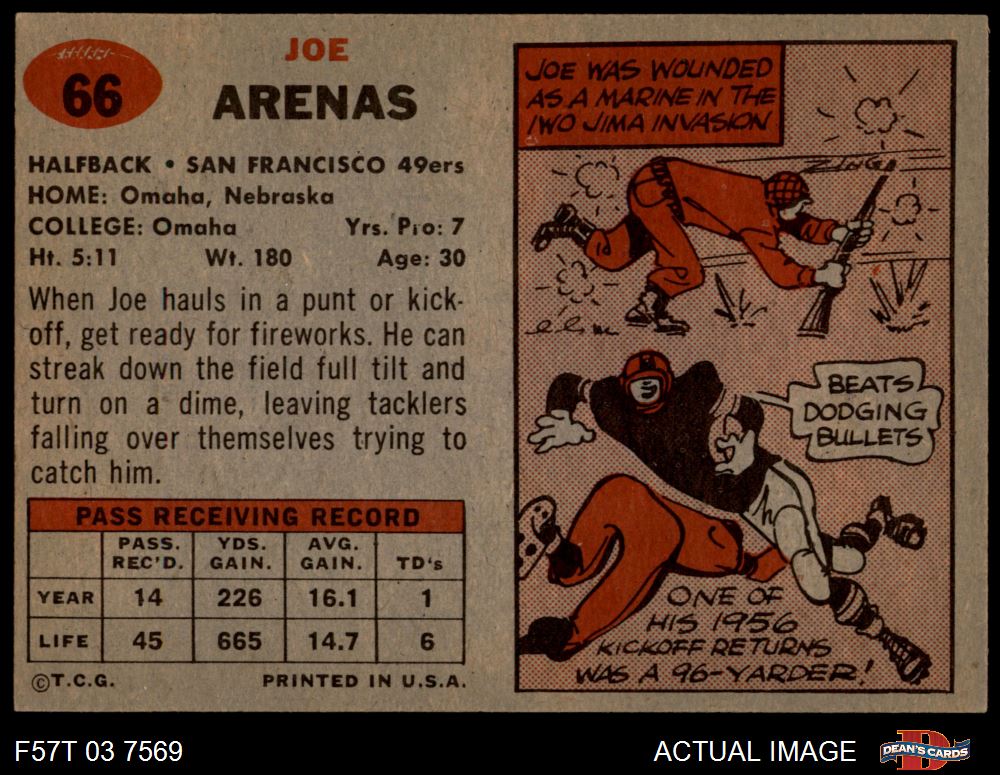 66
JOE
ARENAS
HALFBACK • SAN FRANCISCO 49ers
HOME: Omaha, Nebraska
COLLEGE: Omaha Yrs. Pro: 7
Ht. 5:11 Wt. 180 Age: 30
When Joe hauls in a punt or kick-
off, get ready for fireworks. He can
streak down the field full tilt and
turn on a dime, leaving tacklers
falling over themselves trying to
catch him.
PASS RECEIVING RECORD
PASS. YDS. AVG.
REC'D. GAIN. GAIN. TD's
YEAR 14 226 16.1 1
LIFE 45 665 14.7 6
©T.C.G. PRINTED IN U.S.A.
JOE WAS WOUNDED
AS A MARINE IN THE
IWO JIMA INVASION
ZING
BEATS
DODGING
BULLETS
ONE OF
HIS 1956
KICKOFF RETURNS
WAS A 96-YARDER!
F57T 03 7569 ACTUAL IMAGE
DEAN'S CARDS